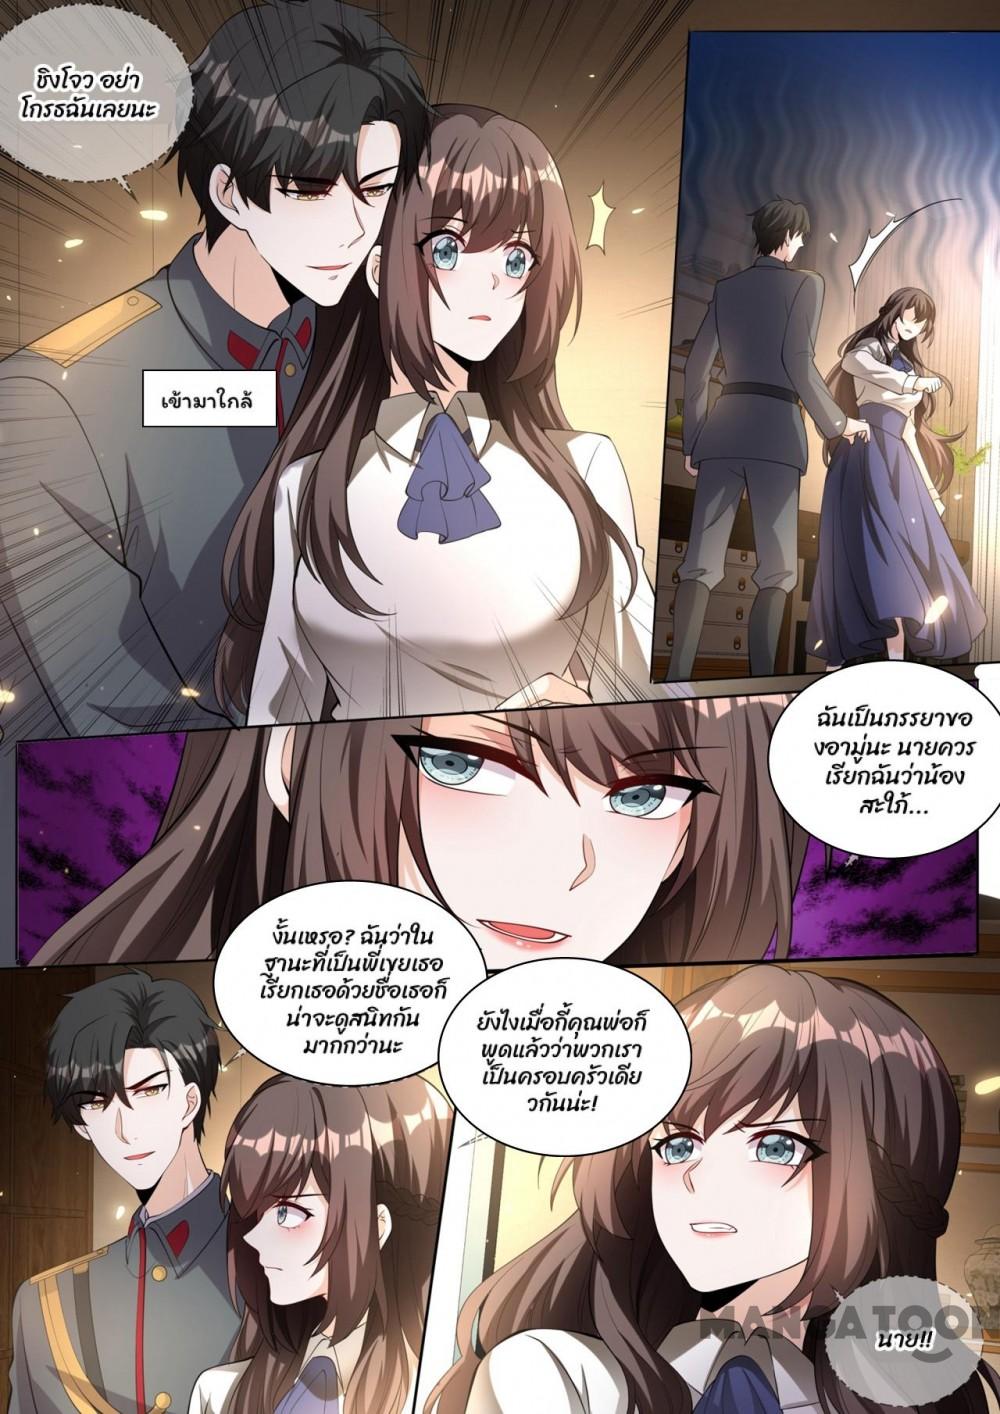 ชิงโจว อย่า
โกรธฉันเลยนะ
เข้ามาใกล้
ฉันเป็นภรรยาขอ
งอามู่นะ นายควร
เรียกฉันว่าน้อง
สะใภ้...
งั้นเหรอ? ฉันว่าใน
ฐานะที่เป็นพี่เขยเธอ
เรียกเธอด้วยชื่อเธอก็
น่าจะดูสนิทกัน
มากกว่านะ
ยังไงเมื่อกี้คุณพ่อก็
พูดแล้วว่าพวกเรา
เป็นครอบครัวเดีย
วกันน่ะ!
นาย!!
MANGATOON